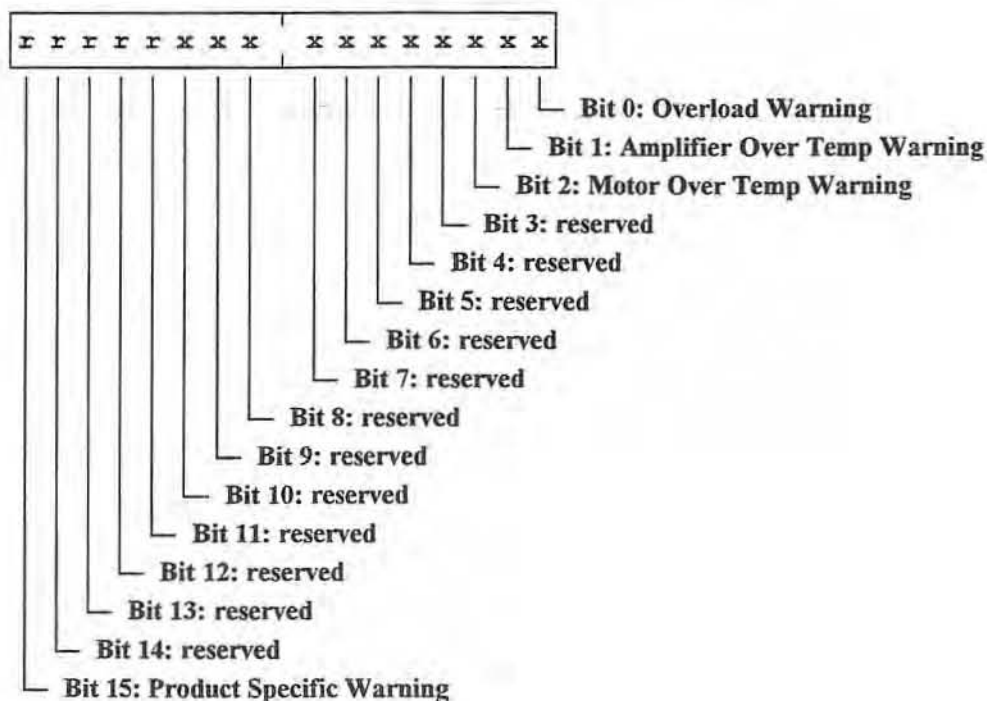 r r r r r x x x x x x x x x x x
Bit 0: Overload Warning
Bit 1: Amplifier Over Temp Warning
Bit 2: Motor Over Temp Warning
Bit 3: reserved
Bit 4: reserved
Bit 5: reserved
Bit 6: reserved
Bit 7: reserved
Bit 8: reserved
Bit 9: reserved
Bit 10: reserved
Bit 11: reserved
Bit 12: reserved
Bit 13: reserved
Bit 14: reserved
Bit 15: Product Specific Warning